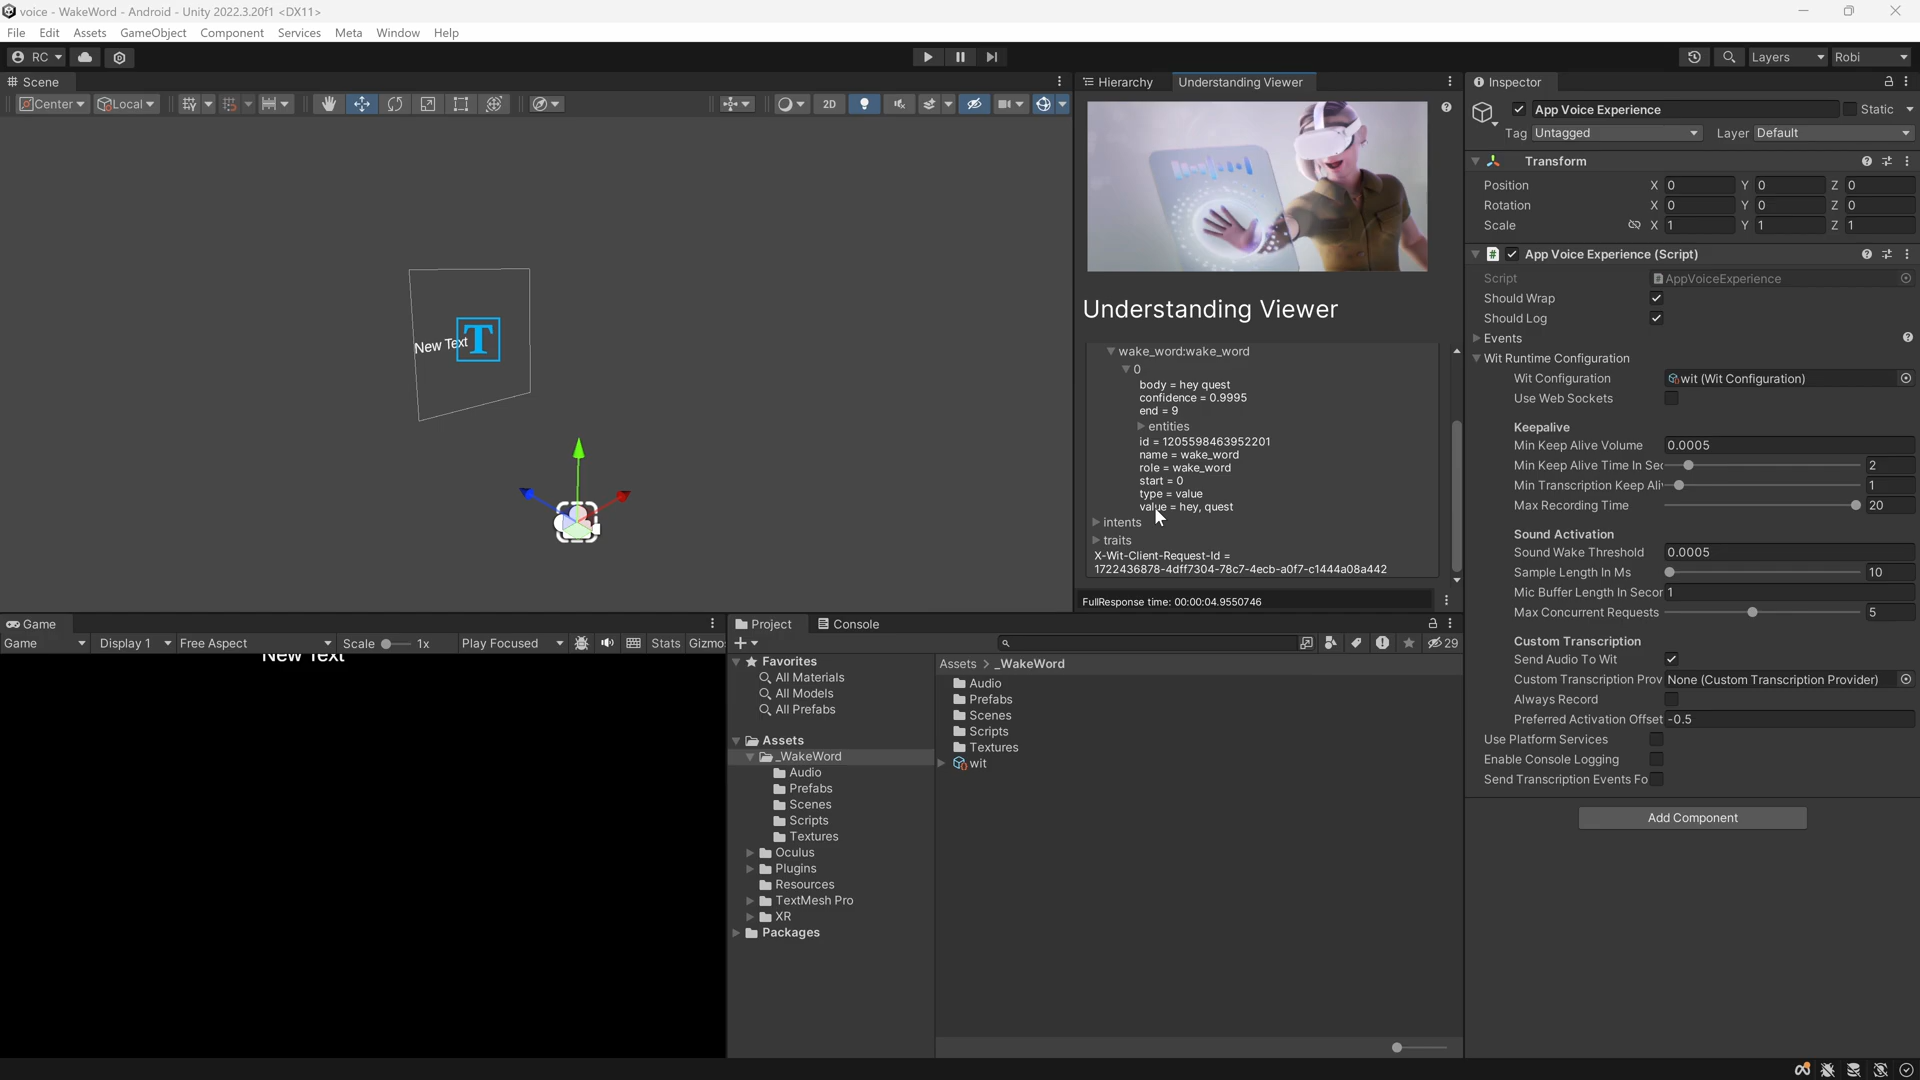 voice - WakeWord - Android - Unity 2022.3.20f1 <DX11>
File Edit Assets GameObject Component Services Meta Window Help
RC
Layers Robi
Scene
Center Local
2D
New Text
T
Hierarchy Understanding Viewer
Understanding Viewer
wake_word:wake_word
0
body = hey quest
confidence = 0.9995
end = 9
entities
id = 1205598463952201
name = wake_word
role = wake_word
start = 0
type = value
value = hey, quest
intents
traits
X-Wit-Client-Request-Id =
1722436878-4dff7304-78c7-4ecb-a0f7-c1444a08a442
FullResponse time: 00:00:04.9550746
Inspector
App Voice Experience Static
Tag Untagged Layer Default
Transform
Position X 0 Y 0 Z 0
Rotation X 0 Y 0 Z 0
Scale X 1 Y 1 Z 1
App Voice Experience (Script)
Script AppVoiceExperience
Should Wrap
Should Log
Events
Wit Runtime Configuration
Wit Configuration wit (Wit Configuration)
Use Web Sockets
Keepalive
Min Keep Alive Volume 0.0005
Min Keep Alive Time In Sec 2
Min Transcription Keep Ali 1
Max Recording Time 20
Sound Activation
Sound Wake Threshold 0.0005
Sample Length In Ms 10
Mic Buffer Length In Secor 1
Max Concurrent Requests 5
Custom Transcription
Send Audio To Wit
Custom Transcription Prov None (Custom Transcription Provider)
Always Record
Preferred Activation Offset -0.5
Use Platform Services
Enable Console Logging
Send Transcription Events Fo
Add Component
Game
Game Display 1 Free Aspect Scale 1x Play Focused Stats Gizmo
New Text
Project Console
29
Favorites
All Materials
All Models
All Prefabs
Assets
_WakeWord
Audio
Prefabs
Scenes
Scripts
Textures
Oculus
Plugins
Resources
TextMesh Pro
XR
Packages
Assets > _WakeWord
Audio
Prefabs
Scenes
Scripts
Textures
wit